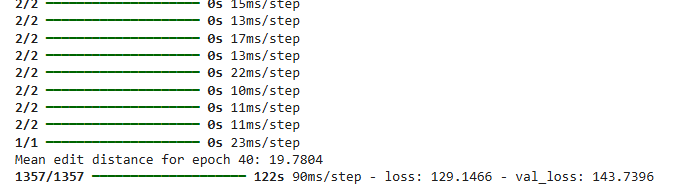 2/2 ━━━━━━━━━━━━━━━━━━━━ 0s 15ms/step
2/2 ━━━━━━━━━━━━━━━━━━━━ 0s 13ms/step
2/2 ━━━━━━━━━━━━━━━━━━━━ 0s 17ms/step
2/2 ━━━━━━━━━━━━━━━━━━━━ 0s 13ms/step
2/2 ━━━━━━━━━━━━━━━━━━━━ 0s 22ms/step
2/2 ━━━━━━━━━━━━━━━━━━━━ 0s 10ms/step
2/2 ━━━━━━━━━━━━━━━━━━━━ 0s 11ms/step
2/2 ━━━━━━━━━━━━━━━━━━━━ 0s 11ms/step
1/1 ━━━━━━━━━━━━━━━━━━━━ 0s 23ms/step
Mean edit distance for epoch 40: 19.7804
1357/1357 ━━━━━━━━━━━━━━━━━━━━ 122s 90ms/step - loss: 129.1466 - val_loss: 143.7396